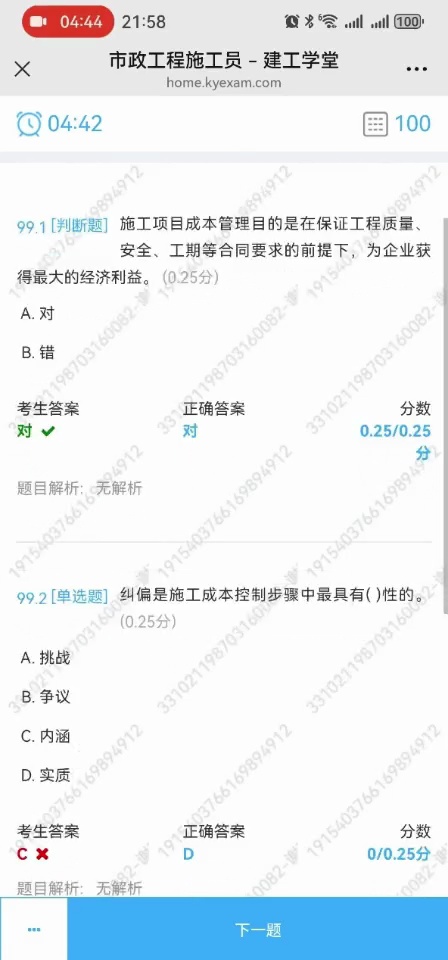 04:44 21:58 100
市政工程施工员 – 建工学堂
home.kyexam.com
04:42 100
99.1 [判断题] 施工项目成本管理目的是在保证工程质量、
安全、工期等合同要求的前提下，为企业获
得最大的经济利益。(0.25分)
A. 对
B. 错
考生答案 正确答案 分数
对 对 0.25/0.25
分
题目解析: 无解析
99.2 [单选题] 纠偏是施工成本控制步骤中最具有( )性的。
(0.25分)
A. 挑战
B. 争议
C. 内涵
D. 实质
考生答案 正确答案 分数
C D 0/0.25分
题目解析: 无解析
下一题
331021198703160082
1915403766169894912